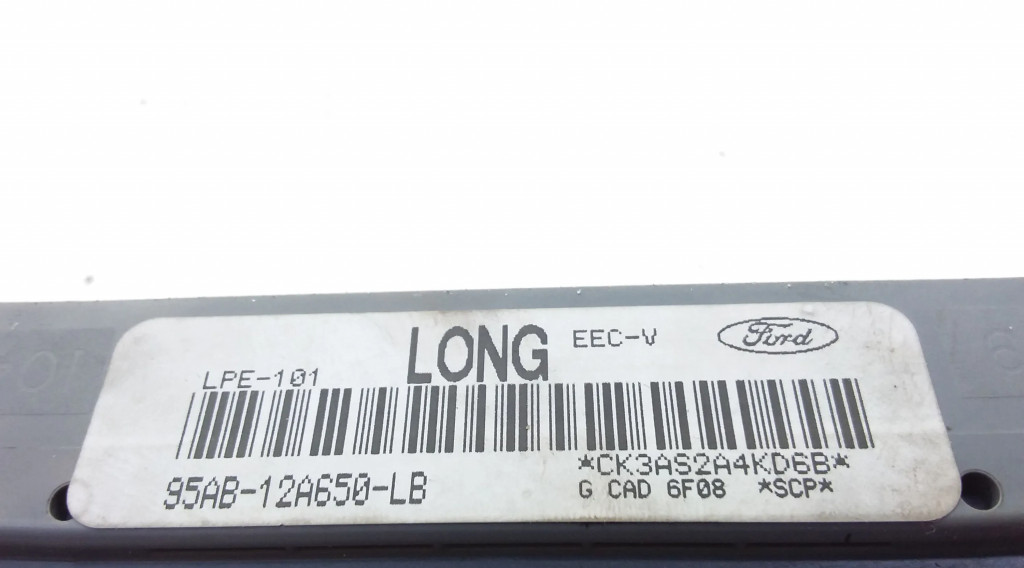 LONG EEC-V Ford
LPE-101
*CK3AS2A4KD6B*
95AB-12A650-LB G CAD 6F08 *SCP*